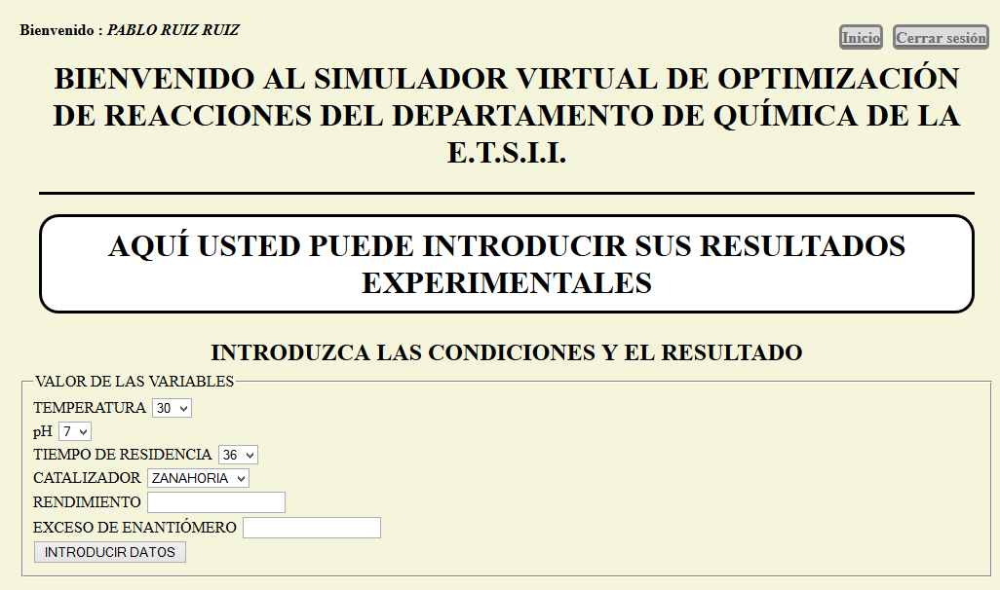 Bienvenido : PABLO RUIZ RUIZ
Inicio Cerrar sesión
BIENVENIDO AL SIMULADOR VIRTUAL DE OPTIMIZACIÓN
DE REACCIONES DEL DEPARTAMENTO DE QUÍMICA DE LA
E.T.S.I.I.
AQUÍ USTED PUEDE INTRODUCIR SUS RESULTADOS
EXPERIMENTALES
INTRODUZCA LAS CONDICIONES Y EL RESULTADO
VALOR DE LAS VARIABLES
TEMPERATURA 30
pH 7
TIEMPO DE RESIDENCIA 36
CATALIZADOR ZANAHORIA
RENDIMIENTO
EXCESO DE ENANTIÓMERO
INTRODUCIR DATOS